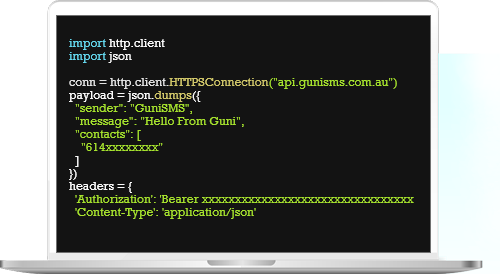 import http.client
import json
conn = http.client.HTTPSConnection("api.gunisms.com.au")
payload = json.dumps({
"sender": "GuniSMS",
"message": "Hello From Guni",
"contacts": [
"614xxxxxxxx"
]
})
headers = {
'Authorization': 'Bearer xxxxxxxxxxxxxxxxxxxxxxxxxxxxxxxx
'Content-Type': 'application/json'